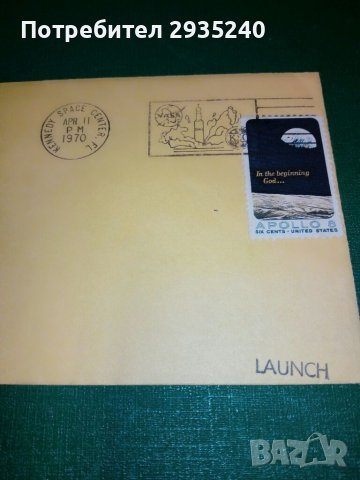 Потребител 2935240
KENNEDY SPACE CENTER, FL
APR 11
P M
1970
In the beginning
God...
APOLLO 8
SIX CENTS · UNITED STATES
LAUNCH
BAZAR